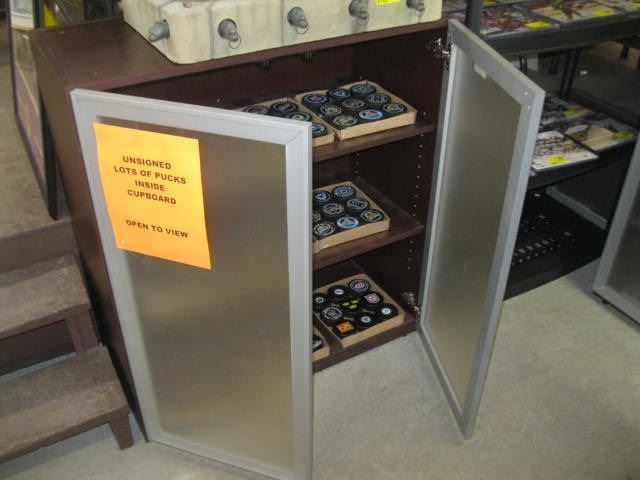 UNSIGNED
LOTS OF PUCKS
INSIDE
CUPBOARD
OPEN TO VIEW